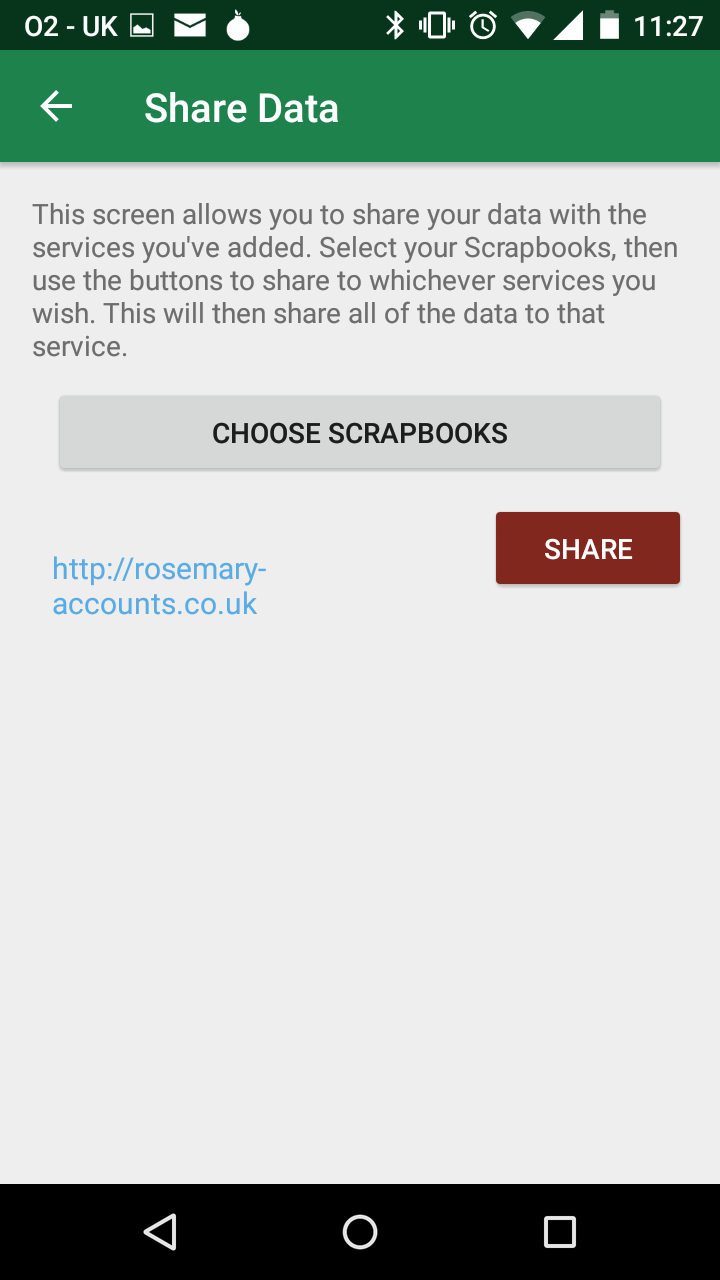 O2 - UK 11:27
Share Data
This screen allows you to share your data with the
services you've added. Select your Scrapbooks, then
use the buttons to share to whichever services you
wish. This will then share all of the data to that
service.
CHOOSE SCRAPBOOKS
SHARE
http://rosemary-
accounts.co.uk